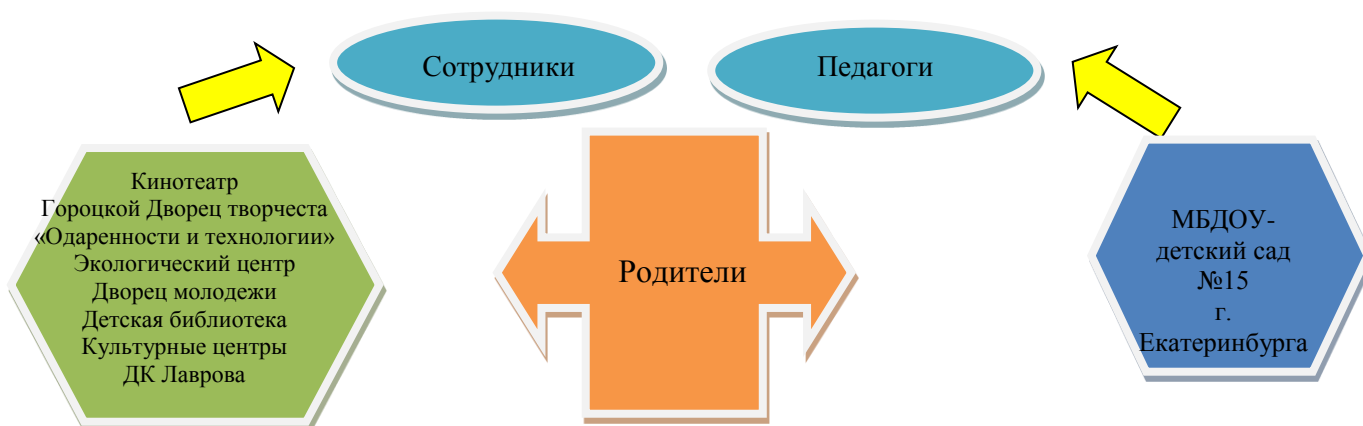 Сотрудники
Педагоги
Кинотеатр
Гороцкой Дворец творчеста
«Одаренности и технологии»
Экологический центр
Дворец молодежи
Детская библиотека
Культурные центры
ДК Лаврова
Родители
МБДОУ-
детский сад
№15
г.
Екатеринбурга